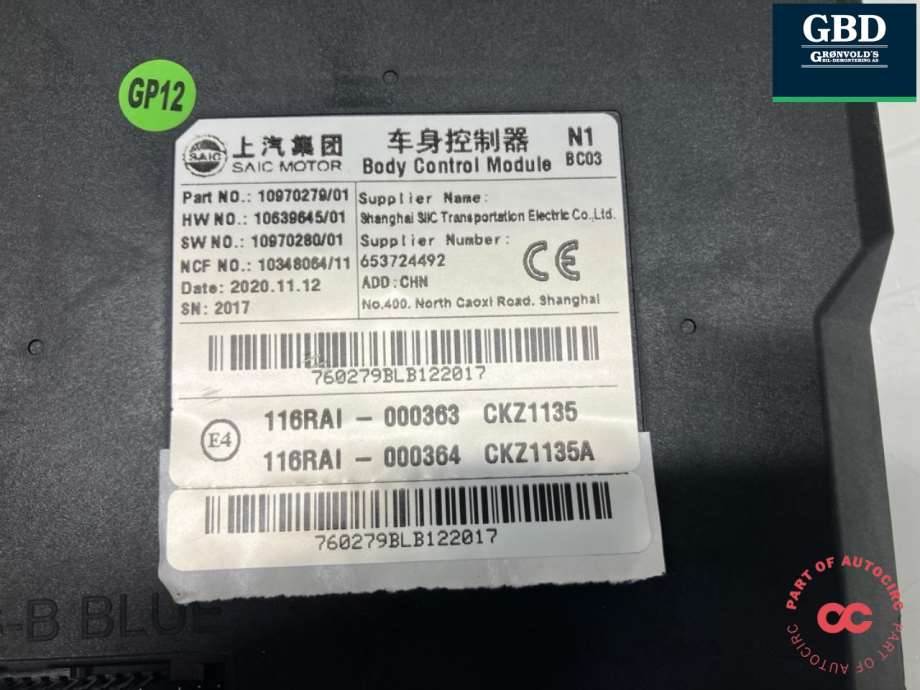 GBD
GRØNVOLD'S
BIL-DEMONTERING AS
GP12
SAIC
上汽集团
SAIC MOTOR
车身控制器
Body Control Module
N1
BC03
Part NO.: 10970279/01
HW NO.: 10639645/01
SW NO.: 10970280/01
NCF NO.: 10348064/11
Date: 2020.11.12
SN: 2017
Supplier Name:
Shanghai SIIC Transportation Electric Co.,Ltd.
Supplier Number:
653724492
CE
ADD:CHN
No.400. North Caoxi Road. Shanghai
760279BLB122017
E4
116RAI - 000363 CKZ1135
116RAI - 000364 CKZ1135A
760279BLB122017
-B BLUE
PART OF AUTOCIRC
PART OF AUTOCIRC